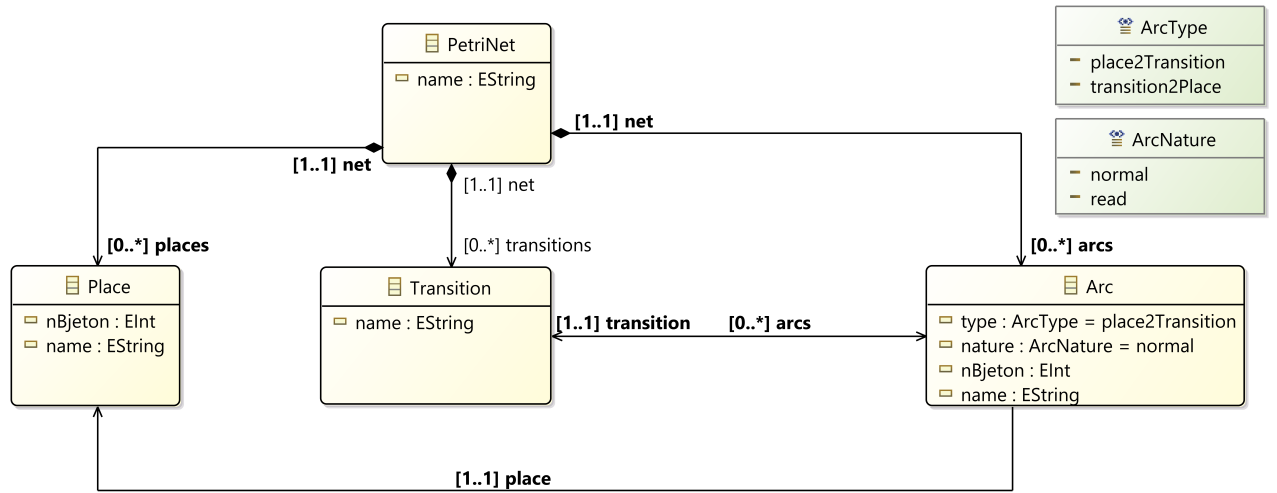 PetriNet
name : EString
ArcType
place2Transition
transition2Place
ArcNature
normal
read
[1..1] net
[1..1] net
[1..1] net
[0..*] places
[0..*] transitions
[0..*] arcs
Place
nBjeton : EInt
name : EString
Transition
name : EString
[1..1] transition
[0..*] arcs
Arc
type : ArcType = place2Transition
nature : ArcNature = normal
nBjeton : EInt
name : EString
[1..1] place